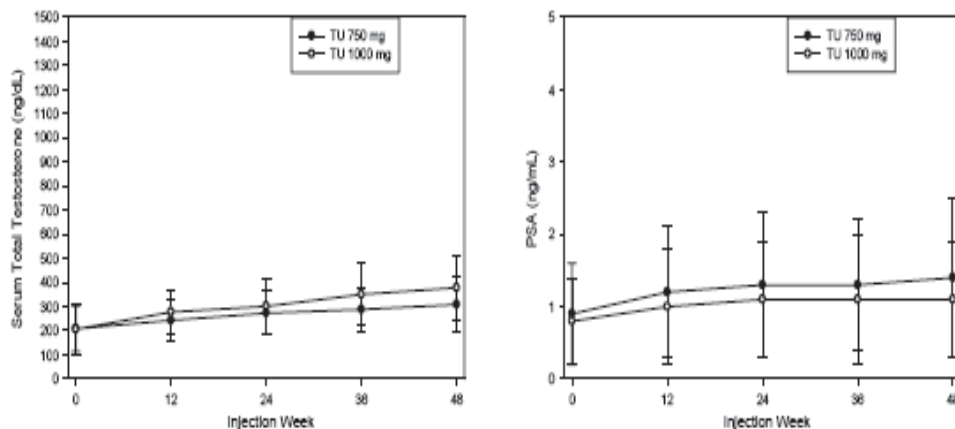 Serum Total Testosterone (ng/dL)
1500
1400
1300
1200
1100
1000
900
800
700
600
500
400
300
200
100
0
TU 750 mg
TU 1000 mg
0 12 24 36 48
Injection Week
PSA (ng/mL)
5
4
3
2
1
0
TU 750 mg
TU 1000 mg
0 12 24 36 48
Injection Week